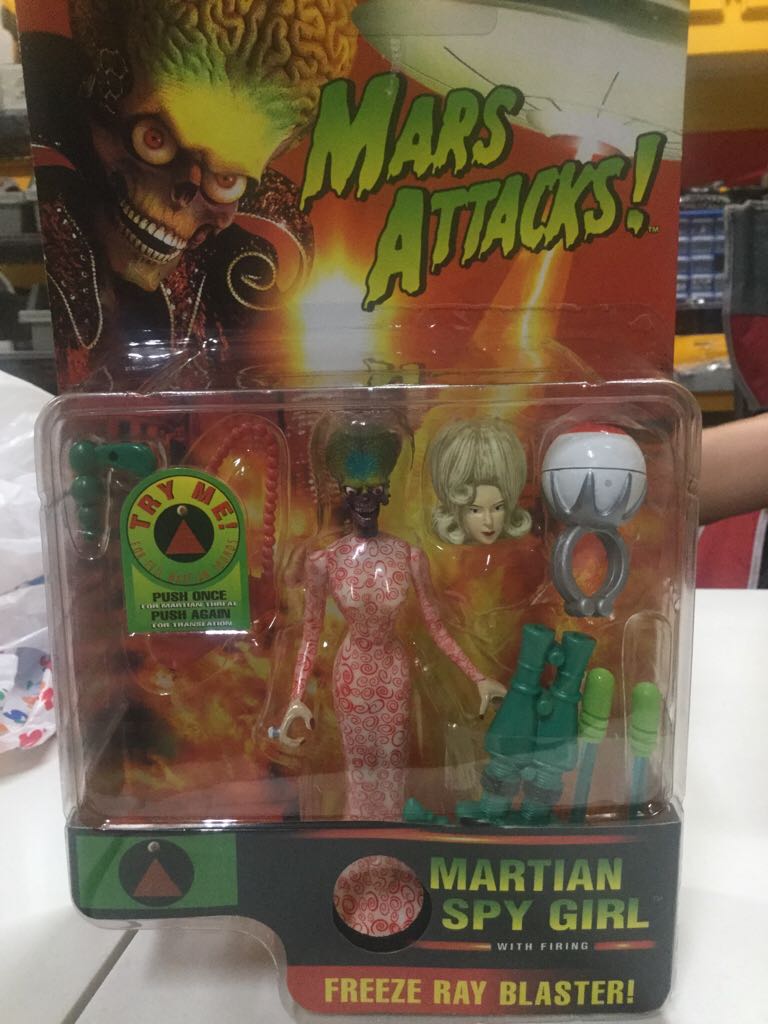 MARS
ATTACKS!
TM
TRY ME!
PUSH ONCE
FOR MARTIAN THREAT
PUSH AGAIN
FOR TRANSLATION
MARTIAN
SPY GIRL
WITH FIRING
FREEZE RAY BLASTER!